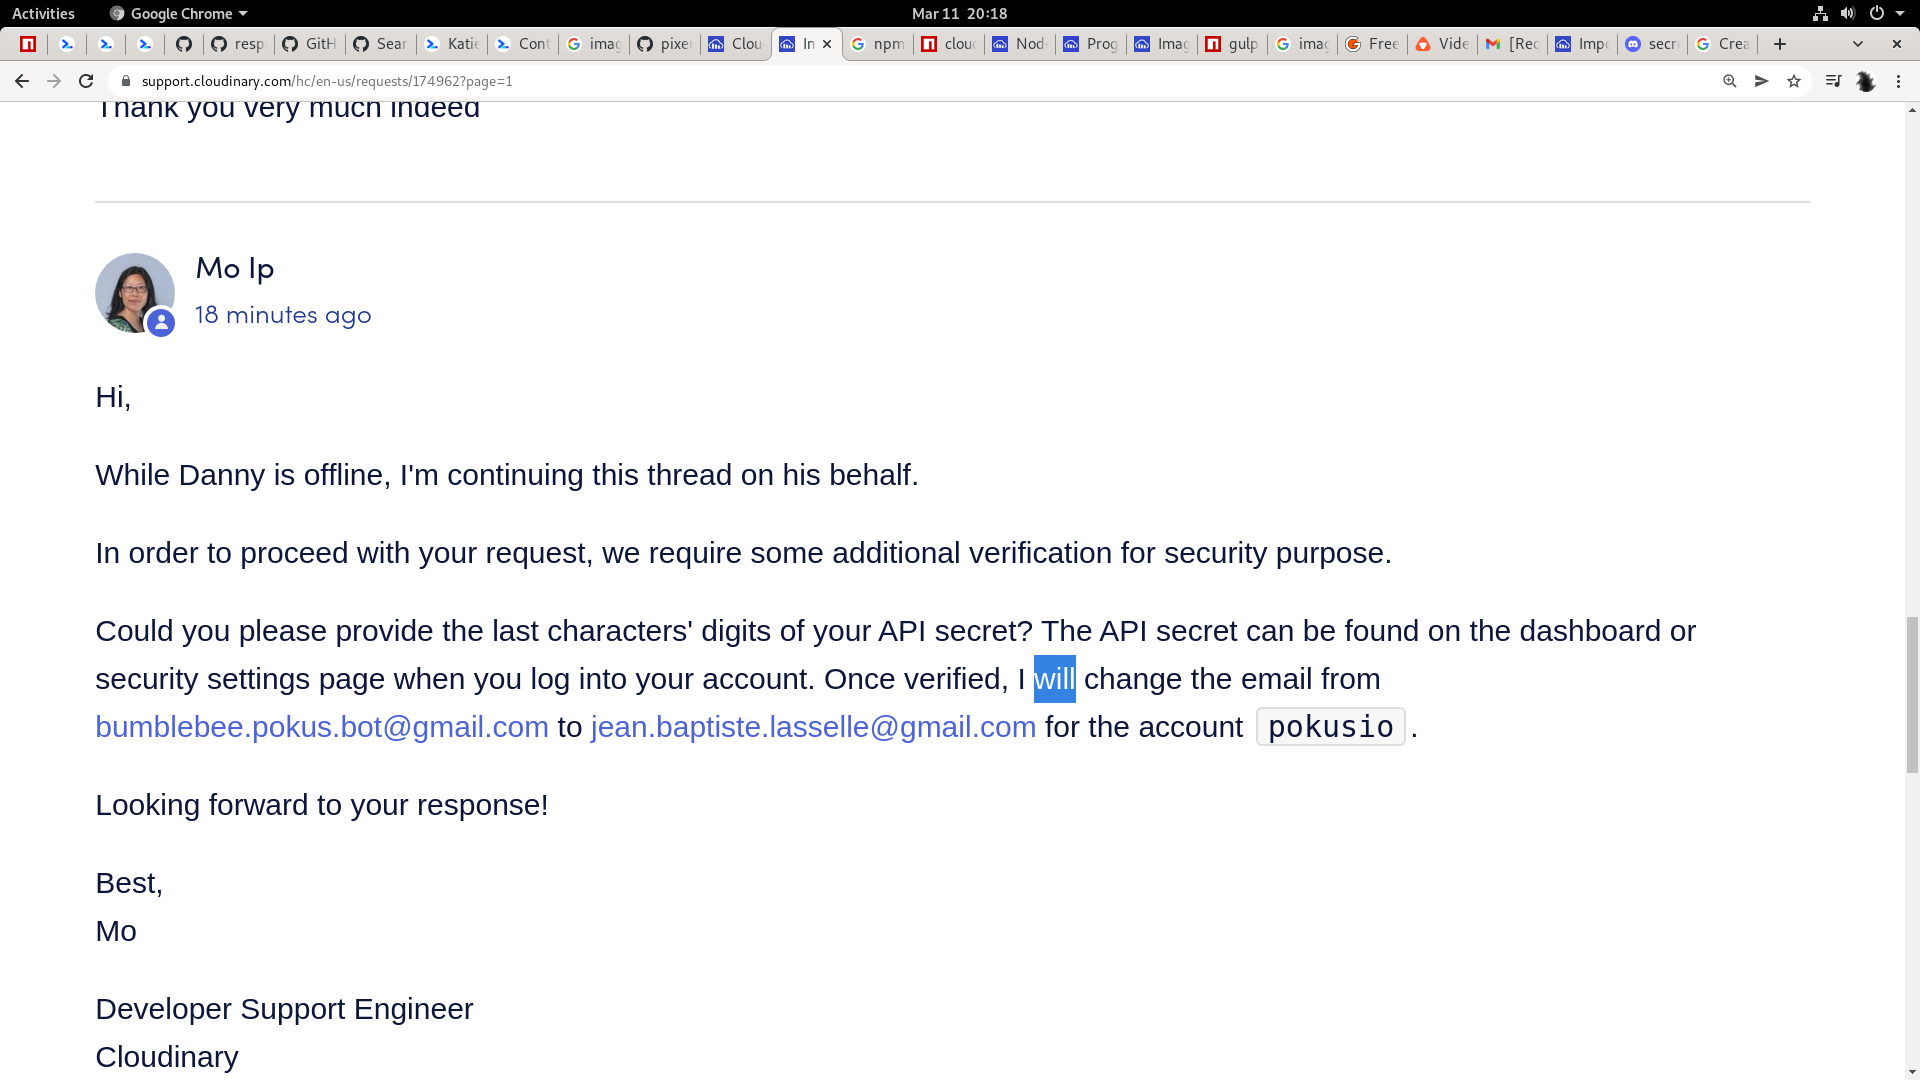 Activities
Google Chrome
Mar 11 20:18
resp
GitH
Sear
Katie
Cont
imag
pixer
Clou
In
npm
clou
Nod
Prog
Imag
gulp
imag
Free
Vide
[Rec
Impo
secr
Crea
support.cloudinary.com/hc/en-us/requests/174962?page=1
Thank you very much indeed
Mo Ip
18 minutes ago
Hi,
While Danny is offline, I'm continuing this thread on his behalf.
In order to proceed with your request, we require some additional verification for security purpose.
Could you please provide the last characters' digits of your API secret? The API secret can be found on the dashboard or
security settings page when you log into your account. Once verified, I will change the email from
bumblebee.pokus.bot@gmail.com to jean.baptiste.lasselle@gmail.com for the account pokusio.
Looking forward to your response!
Best,
Mo
Developer Support Engineer
Cloudinary